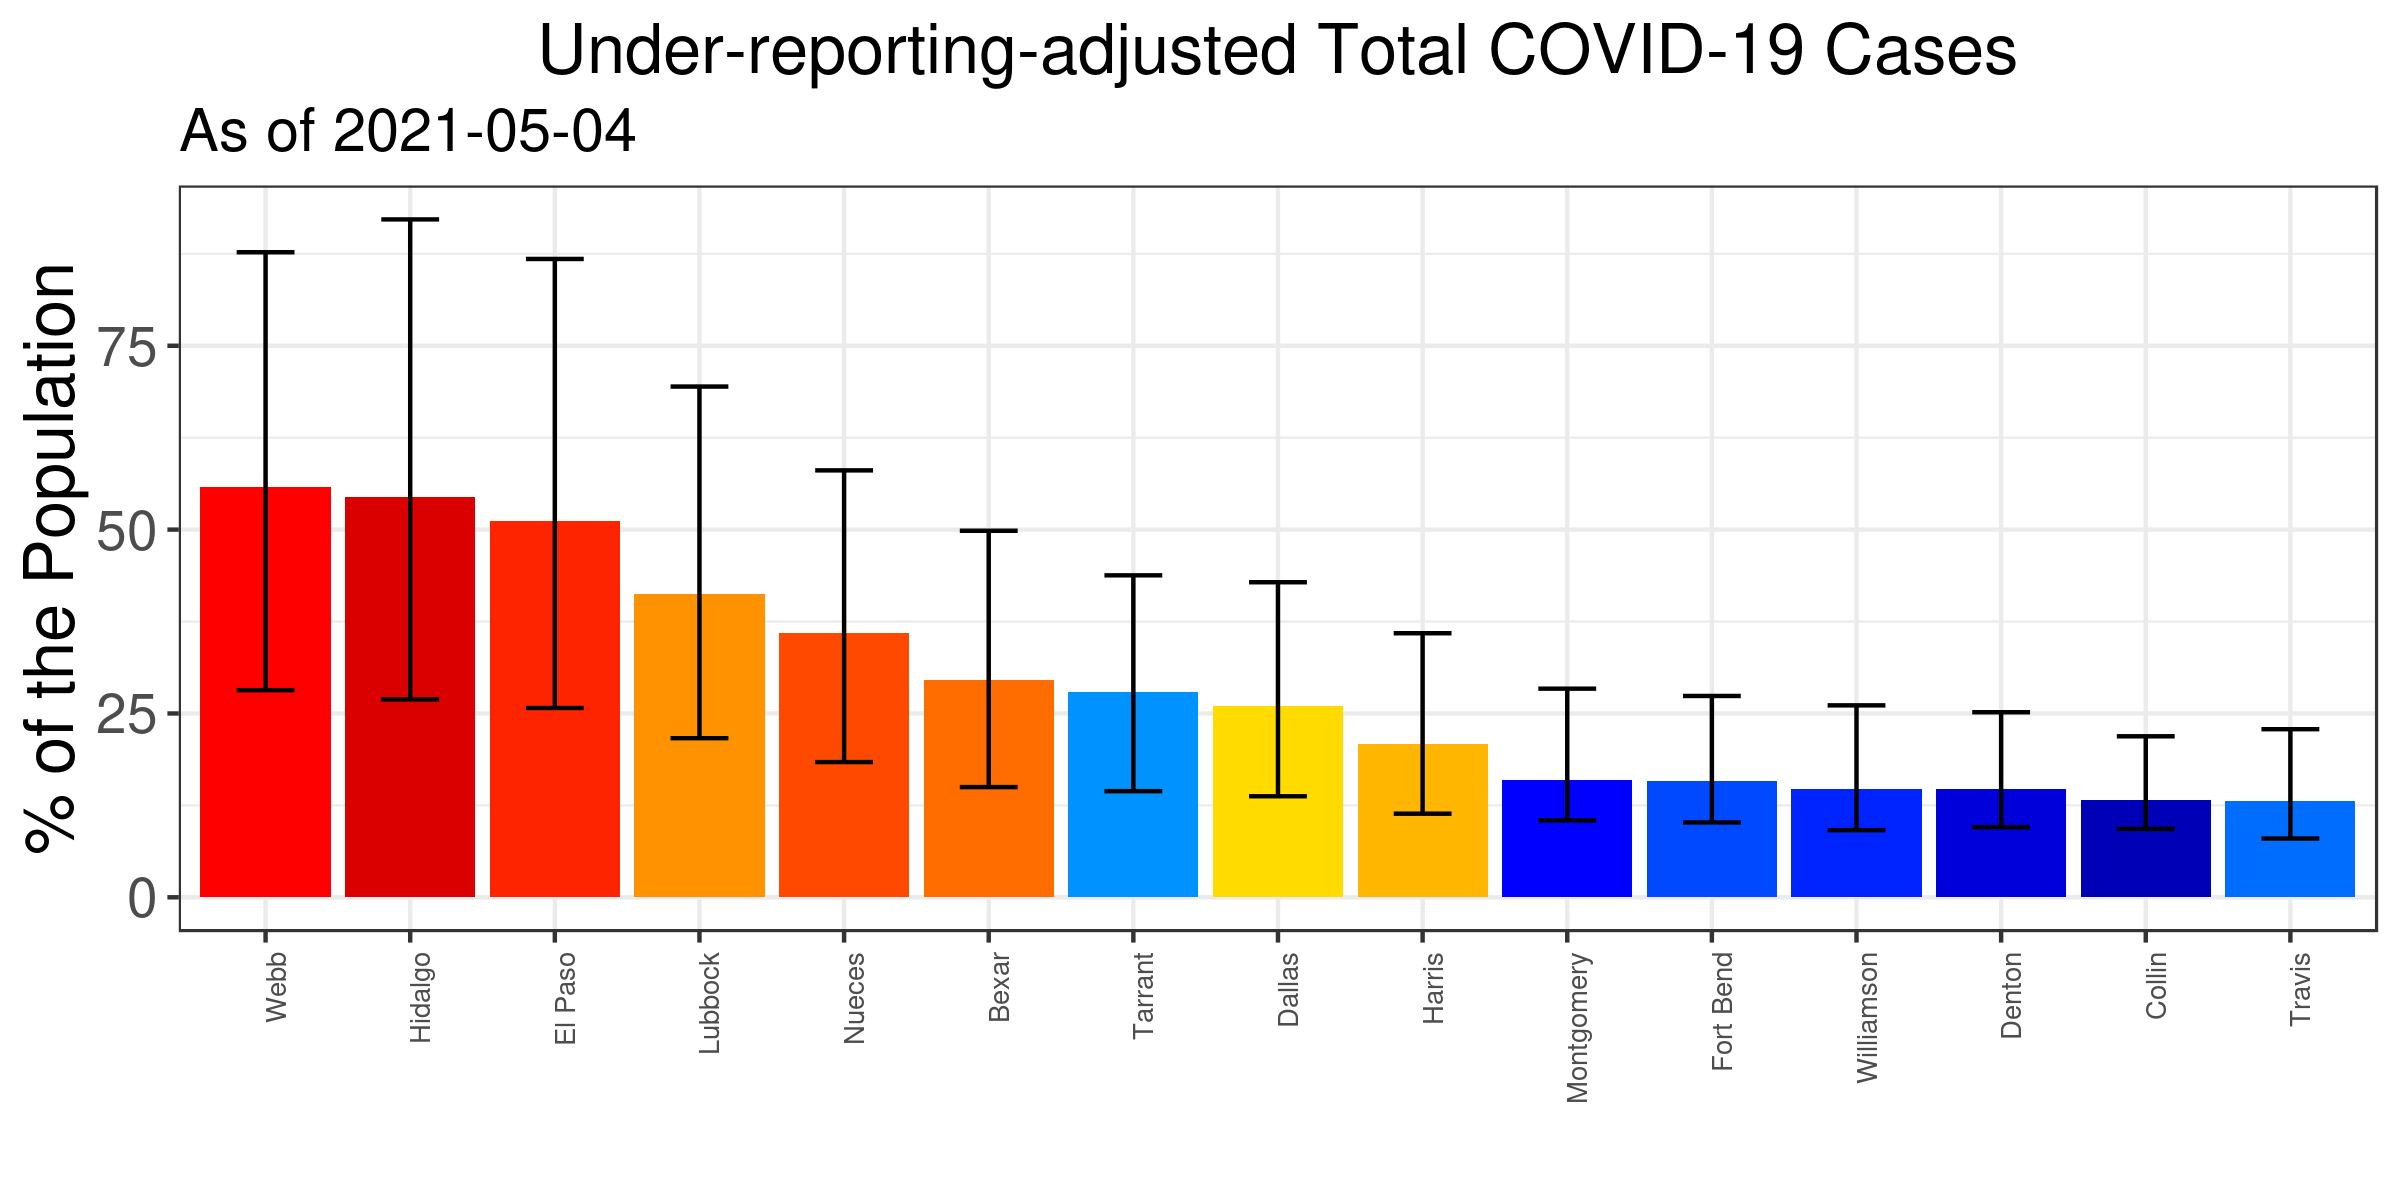 Under-reporting-adjusted Total COVID-19 Cases
As of 2021-05-04
% of the Population
75
50
25
0
Webb
Hidalgo
El Paso
Lubbock
Nueces
Bexar
Tarrant
Dallas
Harris
Montgomery
Fort Bend
Williamson
Denton
Collin
Travis